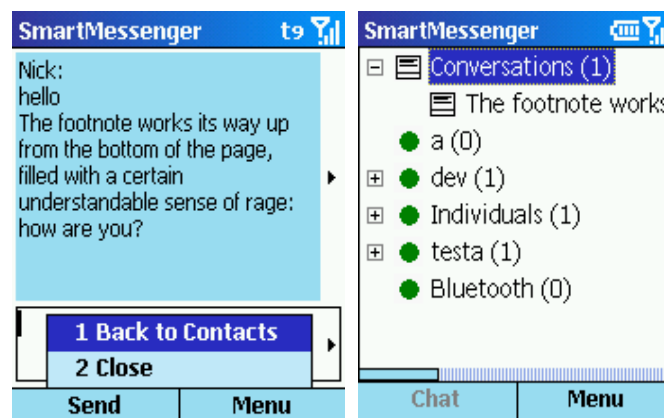 SmartMessenger t9
Nick:
hello
The footnote works its way up
from the bottom of the page,
filled with a certain
understandable sense of rage:
how are you?
1 Back to Contacts
2 Close
Send Menu
SmartMessenger
Conversations (1)
The footnote works
a (0)
dev (1)
Individuals (1)
testa (1)
Bluetooth (0)
Chat Menu